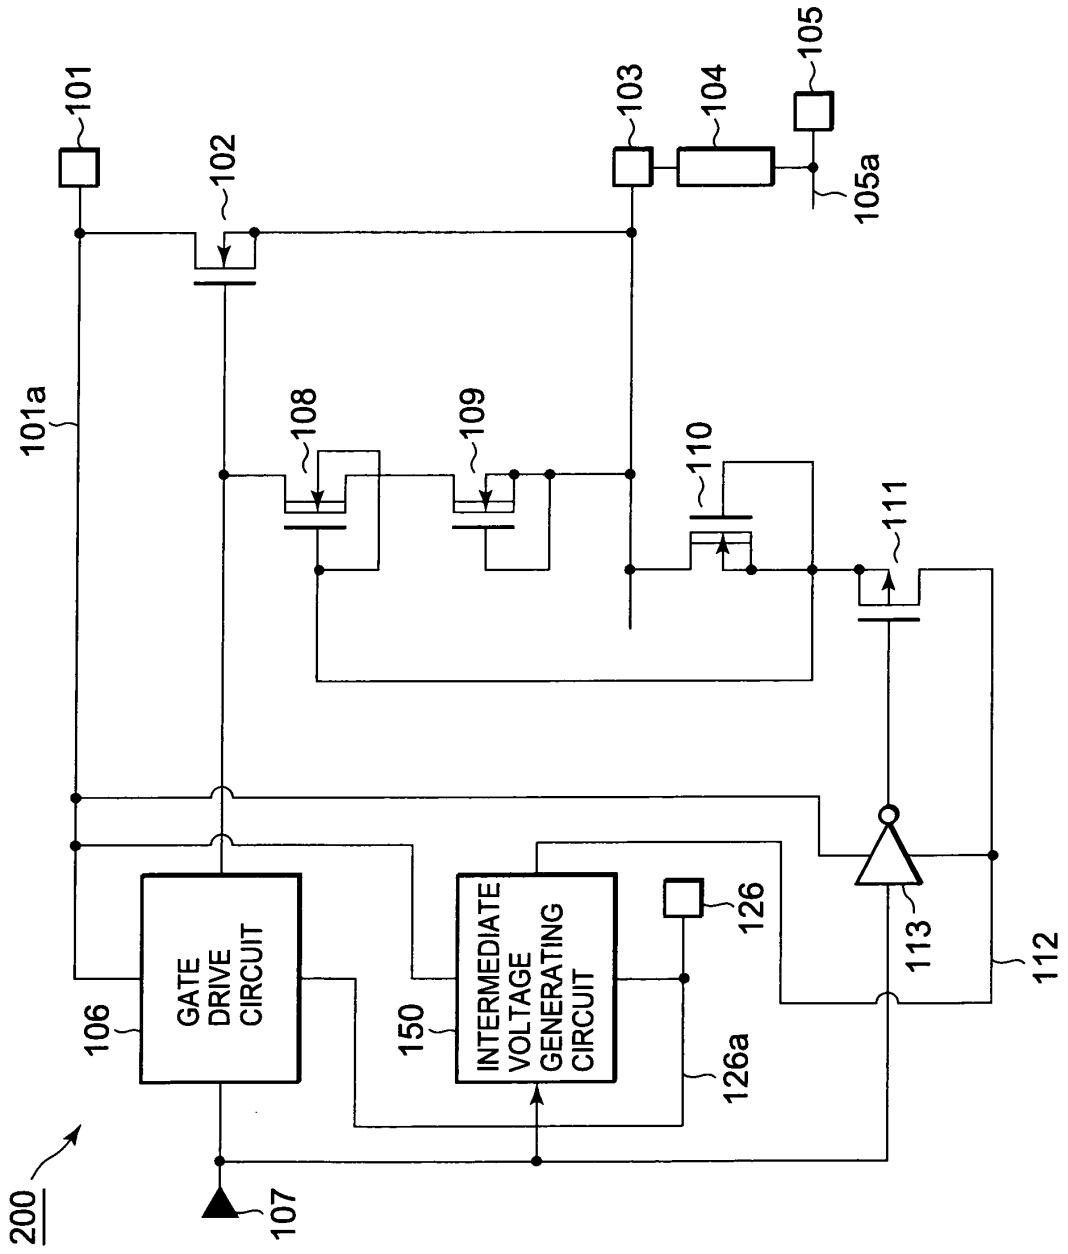 200
107
106
GATE
DRIVE
CIRCUIT
101a
101
102
108
109
103
104
105
105a
110
111
150
INTERMEDIATE
VOLTAGE
GENERATING
CIRCUIT
126
126a
113
112